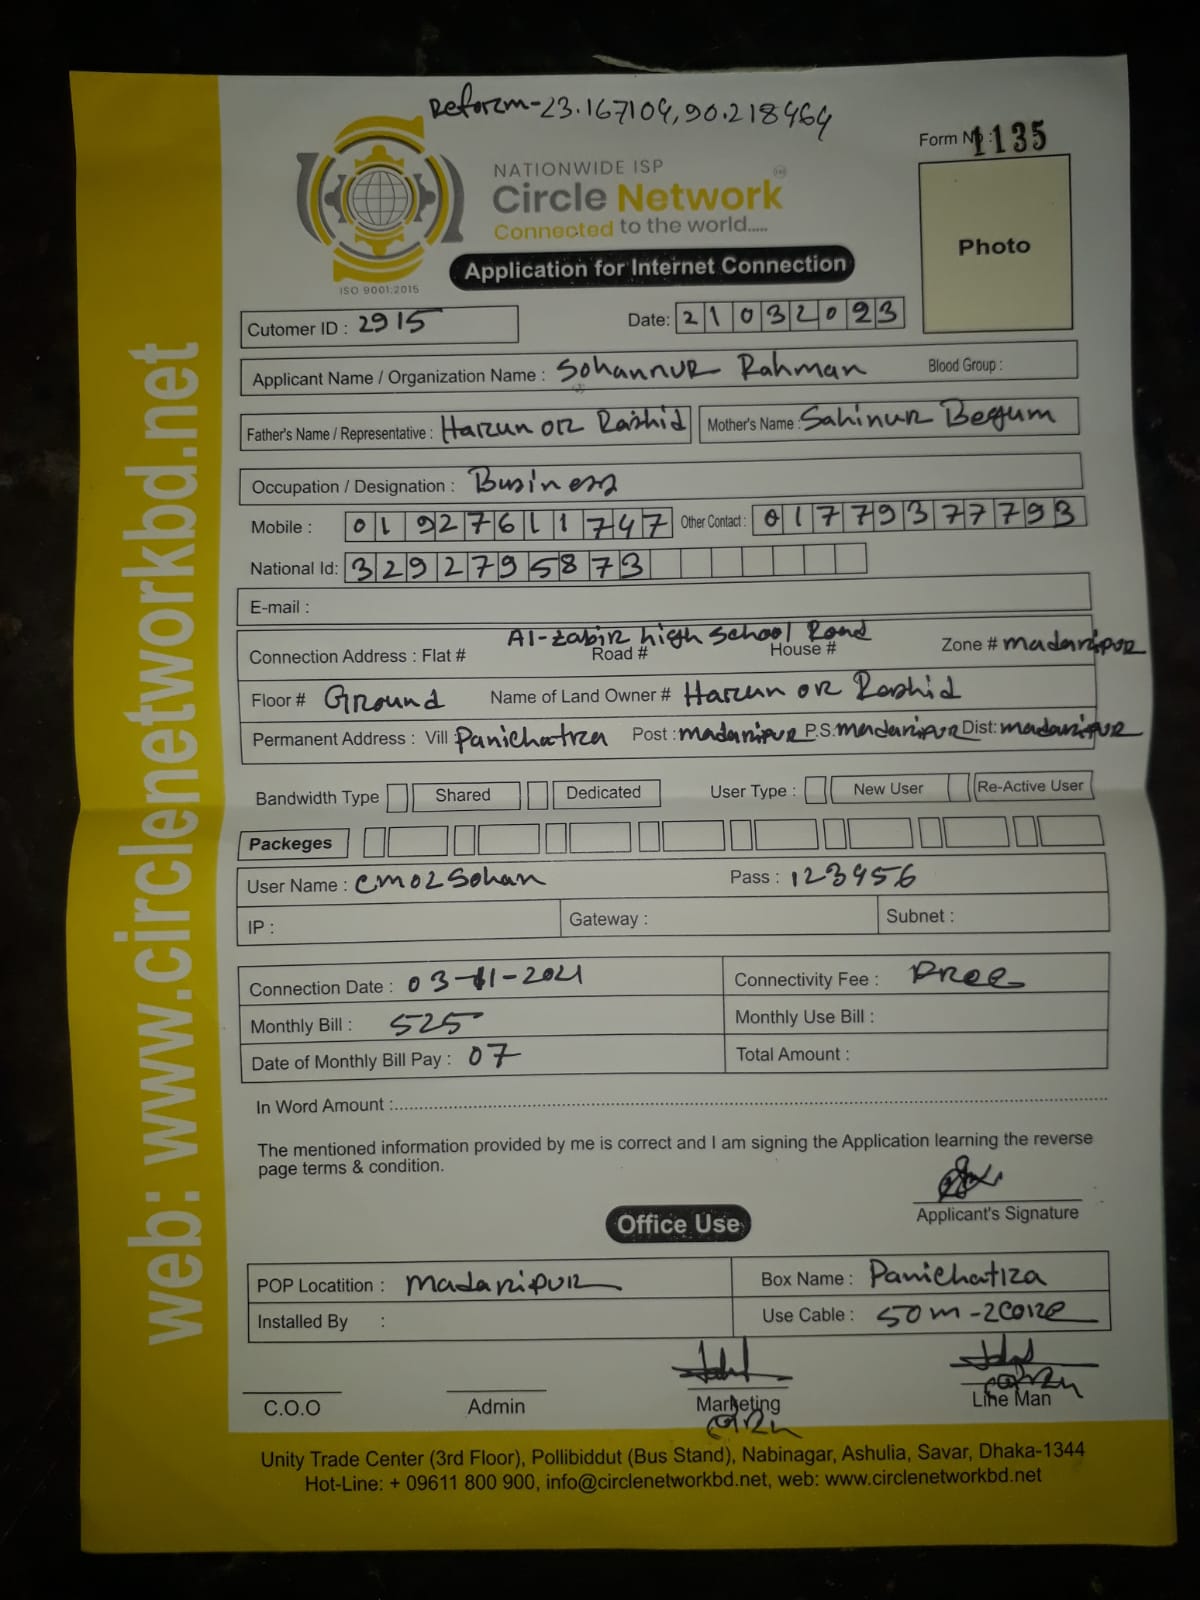 Reform-23.167104,90.218464
Form No : 1135
NATIONWIDE ISP
Circle Network
Connected to the world.....
ISO 9001:2015
Application for Internet Connection
Photo
Cutomer ID : 2915
Date: 21032023
Applicant Name / Organization Name : Sohannur Rahman Blood Group :
Father's Name / Representative : Harun or Rashid Mother's Name : Sahinur Begum
Occupation / Designation : Business
Mobile : 01927611747 Other Contact : 01779377793
National Id: 3292795873
E-mail :
Al-zabir high School Road
Connection Address : Flat # Road # House # Zone # madaripur
Floor # Ground Name of Land Owner # Harun or Rashid
Permanent Address : Vill Panichatra Post : madaripur P.S. madaripur Dist: madaripur
Bandwidth Type Shared Dedicated User Type : New User Re-Active User
Packeges
User Name : cmo2Sohan Pass : 123456
IP : Gateway : Subnet :
Connection Date : 03-11-2021 Connectivity Fee : Free
Monthly Bill : 525 Monthly Use Bill :
Date of Monthly Bill Pay : 07 Total Amount :
In Word Amount :
The mentioned information provided by me is correct and I am signing the Application learning the reverse
page terms & condition.
Applicant's Signature
Office Use
POP Locatition : Madaripur Box Name : Panichatra
Installed By : Use Cable : 50m-2core
C.O.O Admin Marketing Line Man
Unity Trade Center (3rd Floor), Pollibiddut (Bus Stand), Nabinagar, Ashulia, Savar, Dhaka-1344
Hot-Line: + 09611 800 900, info@circlenetworkbd.net, web: www.circlenetworkbd.net
web: www.circlenetworkbd.net